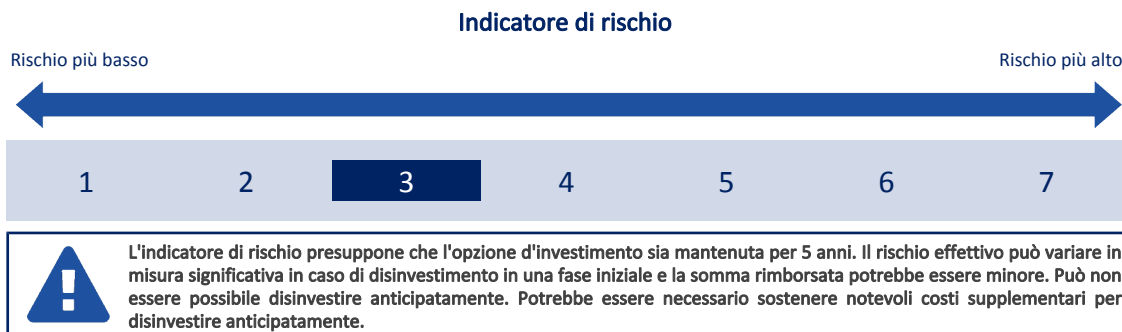 Indicatore di rischio
Rischio più basso
Rischio più alto
1 2 3 4 5 6 7
L'indicatore di rischio presuppone che l'opzione d'investimento sia mantenuta per 5 anni. Il rischio effettivo può variare in
misura significativa in caso di disinvestimento in una fase iniziale e la somma rimborsata potrebbe essere minore. Può non
essere possibile disinvestire anticipatamente. Potrebbe essere necessario sostenere notevoli costi supplementari per
disinvestire anticipatamente.